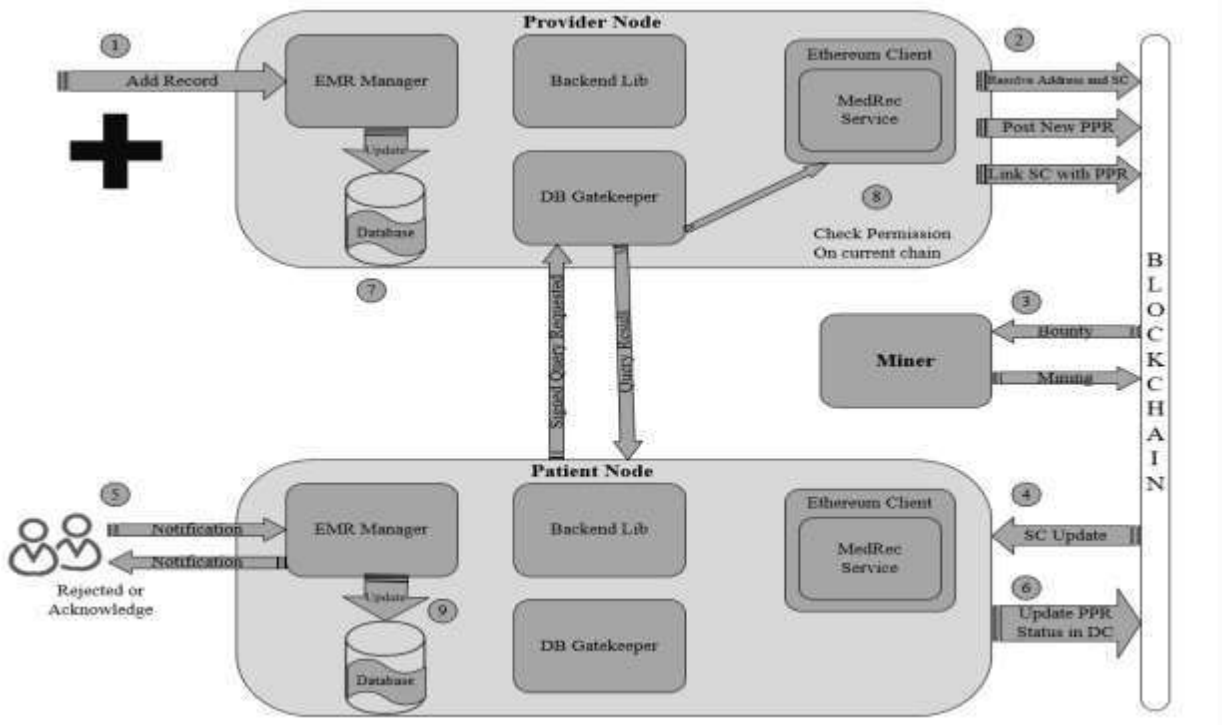 Provider Node
1
Add Record
EMR Manager
Update
Database
7
Backend Lib
DB Gatekeeper
Ethereum Client
MedRec
Service
8
Check Permission
On current chain
2
Resolve Address and SC
Post New PPR
Link SC with PPR
BLOCKCHAIN
Signed Query Requested
Query Result
Miner
3
Bounty
Mining
Patient Node
5
Notification
Notification
Rejected or
Acknowledge
EMR Manager
Update
9
Database
Backend Lib
DB Gatekeeper
Ethereum Client
MedRec
Service
4
SC Update
6
Update PPR
Status in DC